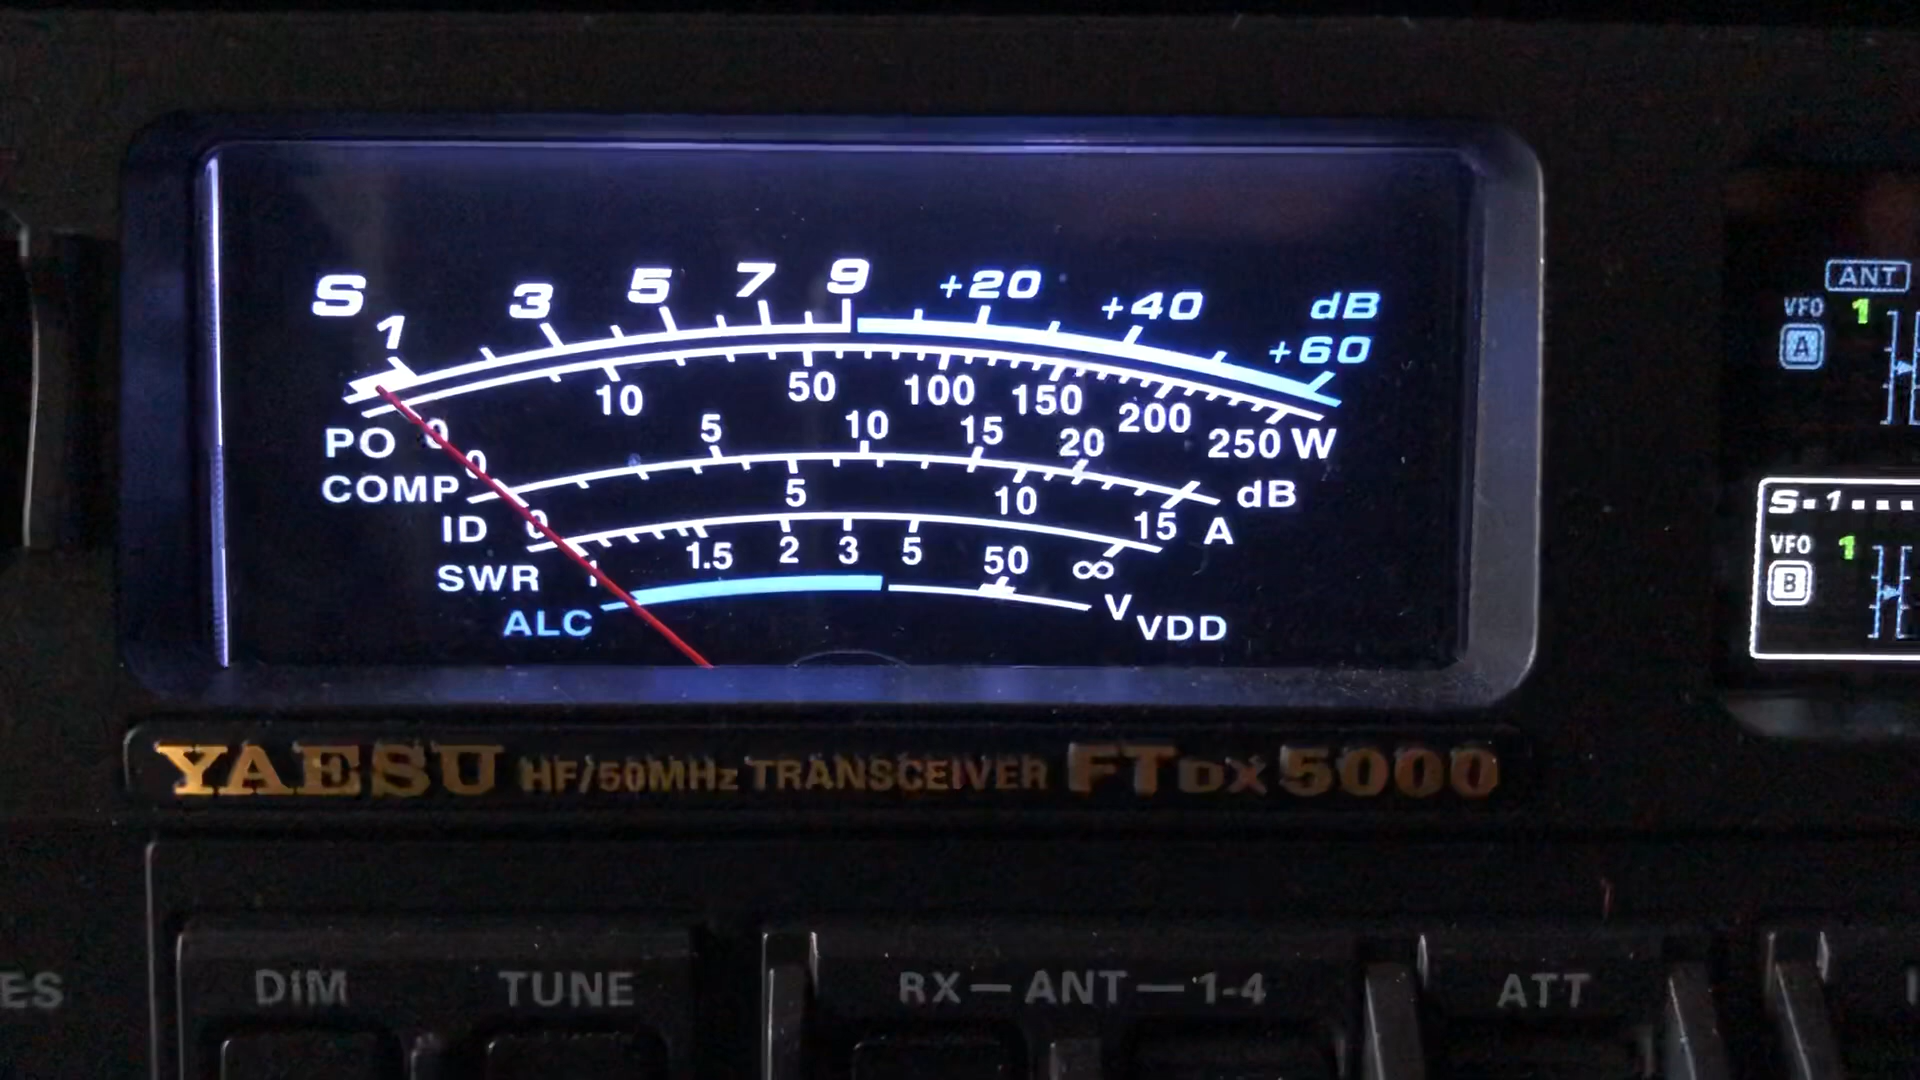 S 1 3 5 7 9 +20 +40 +60 dB
PO 0 10 50 100 150 200 250 W
COMP 0 5 10 15 20 dB
ID 0 5 10 15 A
SWR 1 1.5 2 3 5 50 ∞
ALC V VDD
YAESU HF/50MHz TRANSCEIVER FTDX5000
ANT
VFO 1
A
S 1
VFO 1
B
ES DIM TUNE RX-ANT-1-4 ATT